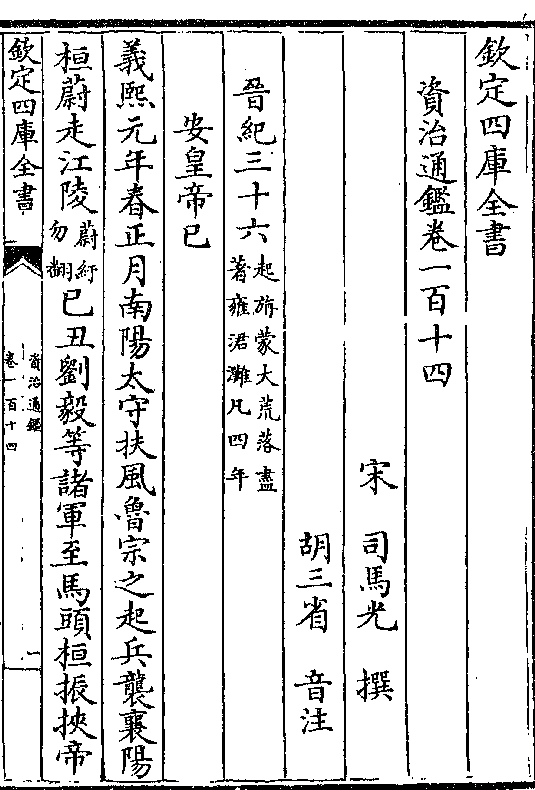 欽定四庫全書
資治通鑑卷一百十四
宋 司馬光 撰
胡三省 音注
晉紀三十六起旃蒙大荒落盡著雍涒灘凡四年
安皇帝已
義熙元年春正月南陽太守扶風魯宗之起兵襲襄陽
桓蔚走江陵蔚紆勿翻已丑劉毅等諸軍至馬頭桓振挾帝
欽定四庫全書
資治通鑑
卷一百十四
一